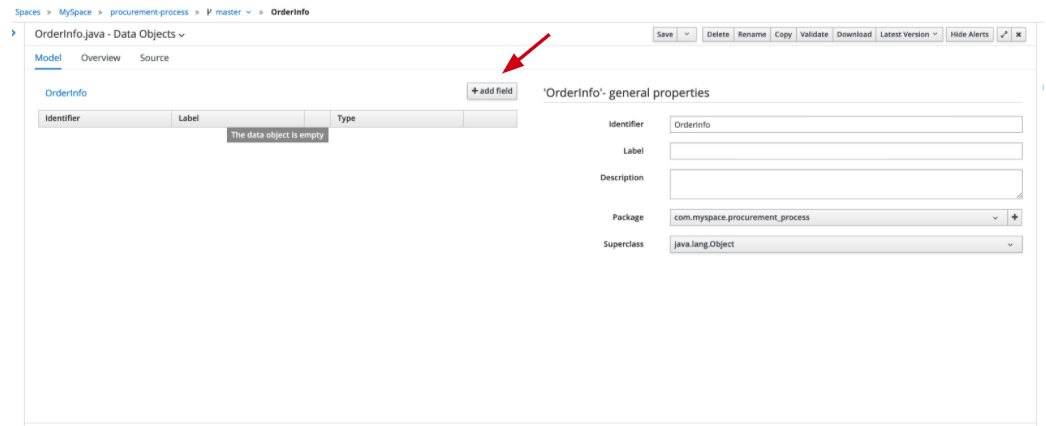 Spaces » MySpace » procurement-process » master » OrderInfo
OrderInfo.java - Data Objects
Save Delete Rename Copy Validate Download Latest Version Hide Alerts
Model Overview Source
OrderInfo
+ add field
Identifier Label Type
The data object is empty
'OrderInfo'- general properties
Identifier OrderInfo
Label
Description
Package com.myspace.procurement_process
Superclass java.lang.Object